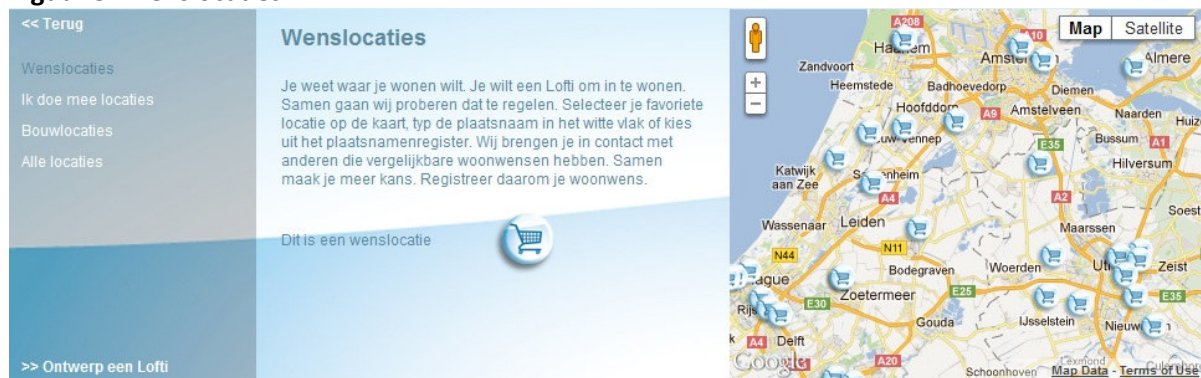 << Terug
Wenslocaties
Ik doe mee locaties
Bouwlocaties
Alle locaties
>> Ontwerp een Lofti
Wenslocaties
Je weet waar je wonen wilt. Je wilt een Lofti om in te wonen.
Samen gaan wij proberen dat te regelen. Selecteer je favoriete
locatie op de kaart, typ de plaatsnaam in het witte vlak of kies
uit het plaatsnamenregister. Wij brengen je in contact met
anderen die vergelijkbare woonwensen hebben. Samen
maak je meer kans. Registreer daarom je woonwens.
Dit is een wenslocatie
Map Satellite
A208
A10
Zandvoort
Almere
Heemstede
Badhoevedorp
Diemen
A9
Amstelveen
Naarden
E35
Bussum
A1
Hilversum
Katwijk
aan Zee
A4
A2
Soest
Wassenaar
Leiden
Maarssen
N44
N11
Bodegraven
Woerden
Zeist
E30
Zoetermeer
E25
E35
Gouda
IJsselstein
A4
Delft
Google
A20
Schoonhoven
Lexmond
Map Data - Terms of Use